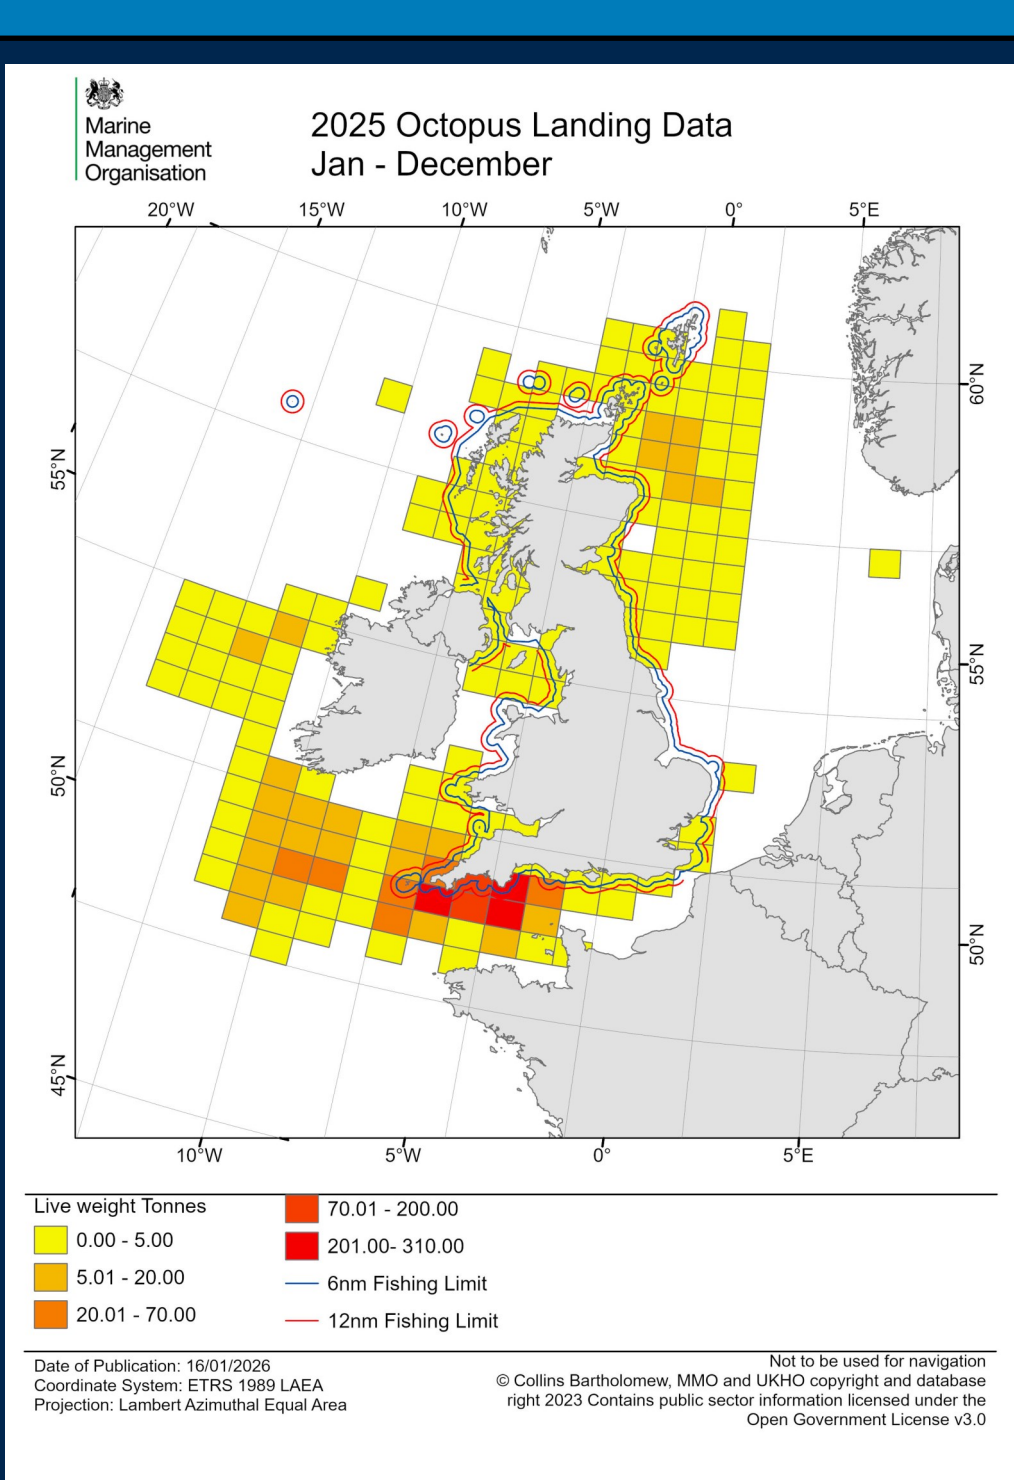 Marine
Management
Organisation
2025 Octopus Landing Data
Jan - December
20°W 15°W 10°W 5°W 0° 5°E
60°N
55°N
55°N
50°N
50°N
45°N
10°W 5°W 0° 5°E
Live weight Tonnes
0.00 - 5.00
5.01 - 20.00
20.01 - 70.00
70.01 - 200.00
201.00- 310.00
6nm Fishing Limit
12nm Fishing Limit
Date of Publication: 16/01/2026
Coordinate System: ETRS 1989 LAEA
Projection: Lambert Azimuthal Equal Area
Not to be used for navigation
© Collins Bartholomew, MMO and UKHO copyright and database
right 2023 Contains public sector information licensed under the
Open Government License v3.0